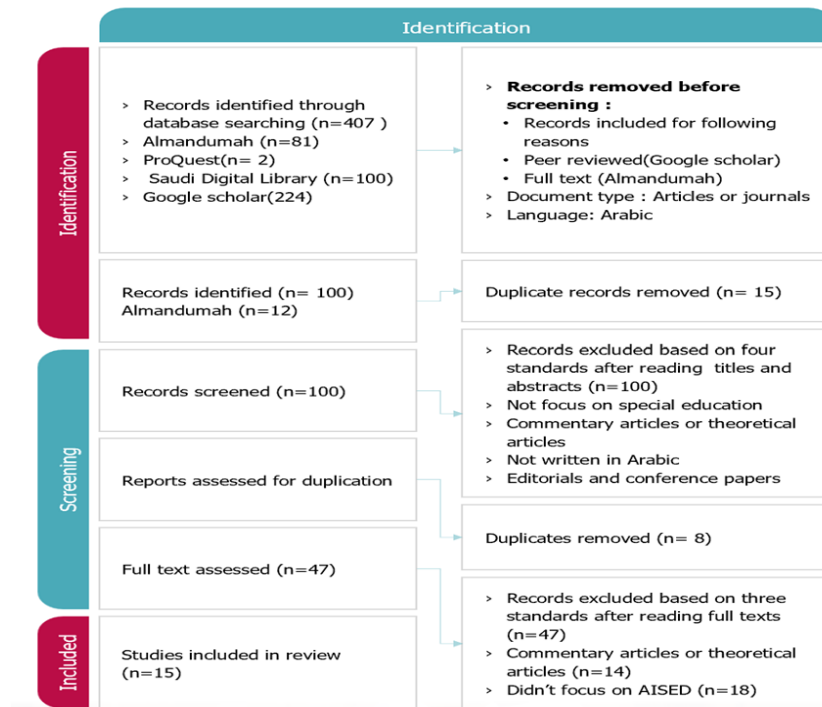 Identification
Identification
> Records identified through
database searching (n=407 )
> Almandumah (n=81)
> ProQuest(n= 2)
> Saudi Digital Library (n=100)
> Google scholar(224)
> Records removed before
screening :
• Records included for following
reasons
• Peer reviewed(Google scholar)
• Full text (Almandumah)
> Document type : Articles or journals
> Language: Arabic
Records identified (n= 100)
Almandumah (n=12)
Duplicate records removed (n= 15)
Screening
Records screened (n=100)
> Records excluded based on four
standards after reading titles and
abstracts (n=100)
> Not focus on special education
> Commentary articles or theoretical
articles
> Not written in Arabic
> Editorials and conference papers
Reports assessed for duplication
Duplicates removed (n= 8)
Full text assessed (n=47)
> Records excluded based on three
standards after reading full texts
(n=47)
> Commentary articles or theoretical
articles (n=14)
> Didn't focus on AISED (n=18)
Included
Studies included in review
(n=15)